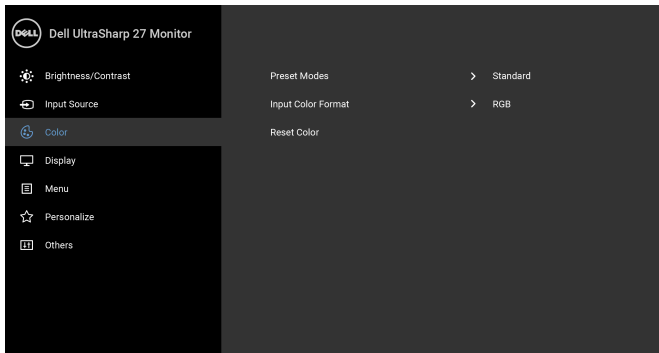 DELL Dell UltraSharp 27 Monitor
Brightness/Contrast
Input Source
Color
Display
Menu
Personalize
Others
Preset Modes Standard
Input Color Format RGB
Reset Color